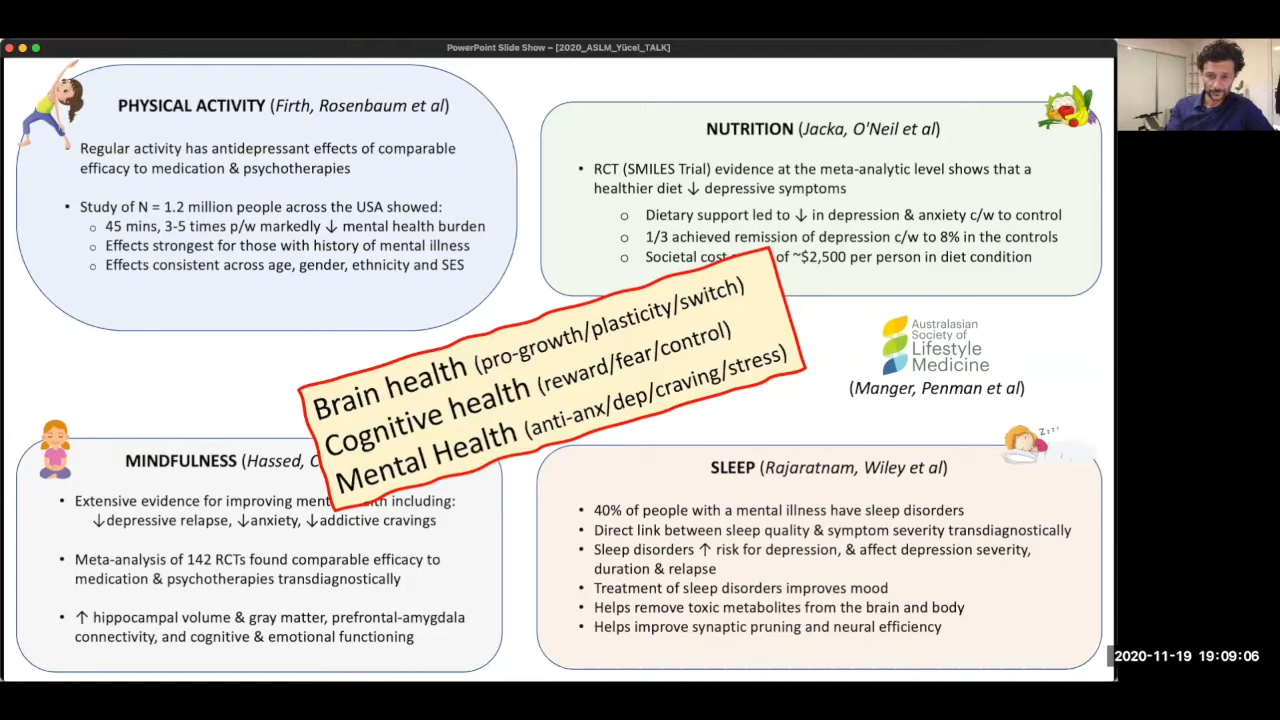 PowerPoint Slide Show – [2020_ASLM_Yücel_TALK]
PHYSICAL ACTIVITY (Firth, Rosenbaum et al)
Regular activity has antidepressant effects of comparable
efficacy to medication & psychotherapies
• Study of N = 1.2 million people across the USA showed:
○ 45 mins, 3-5 times p/w markedly ↓ mental health burden
○ Effects strongest for those with history of mental illness
○ Effects consistent across age, gender, ethnicity and SES
NUTRITION (Jacka, O'Neil et al)
• RCT (SMILES Trial) evidence at the meta-analytic level shows that a
healthier diet ↓ depressive symptoms
○ Dietary support led to ↓ in depression & anxiety c/w to control
○ 1/3 achieved remission of depression c/w to 8% in the controls
○ Societal cost of ~$2,500 per person in diet condition
Brain health (pro-growth/plasticity/switch)
Cognitive health (reward/fear/control)
Mental Health (anti-anx/dep/craving/stress)
Australasian
Society of
Lifestyle
Medicine
(Manger, Penman et al)
MINDFULNESS (Hassed,
• Extensive evidence for improving including:
↓depressive relapse, ↓anxiety, ↓addictive cravings
• Meta-analysis of 142 RCTs found comparable efficacy to
medication & psychotherapies transdiagnostically
• ↑ hippocampal volume & gray matter, prefrontal-amygdala
connectivity, and cognitive & emotional functioning
Zzzz
SLEEP (Rajaratnam, Wiley et al)
• 40% of people with a mental illness have sleep disorders
• Direct link between sleep quality & symptom severity transdiagnostically
• Sleep disorders ↑ risk for depression, & affect depression severity,
duration & relapse
• Treatment of sleep disorders improves mood
• Helps remove toxic metabolites from the brain and body
• Helps improve synaptic pruning and neural efficiency
2020-11-19 19:09:06